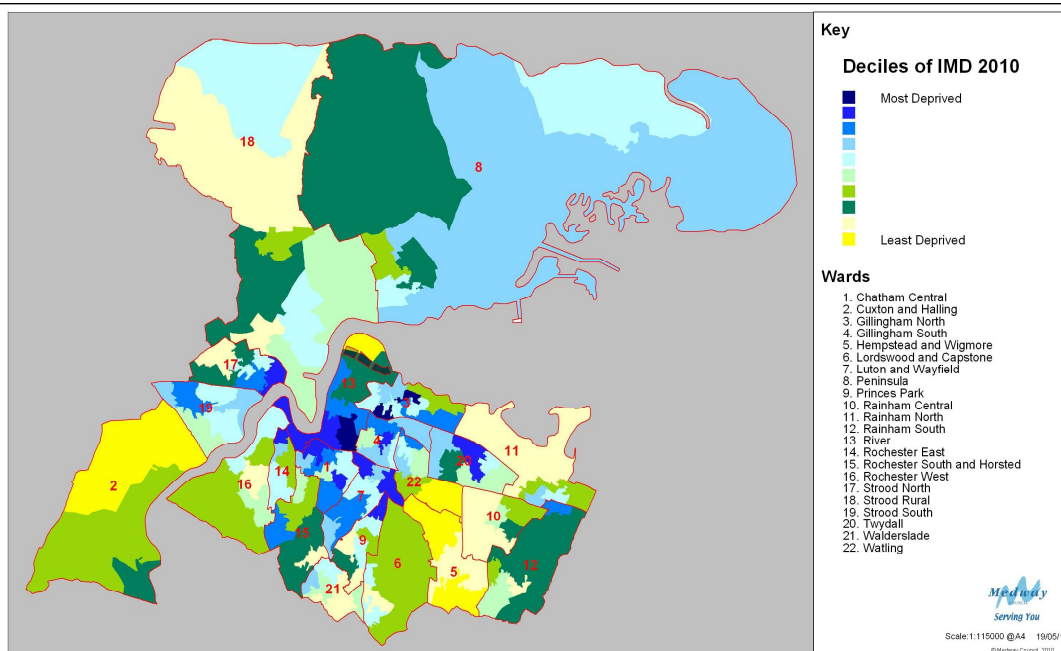 Key
Deciles of IMD 2010
Most Deprived
Least Deprived
Wards
1. Chatham Central
2. Cuxton and Halling
3. Gillingham North
4. Gillingham South
5. Hempstead and Wigmore
6. Lordswood and Capstone
7. Luton and Wayfield
8. Peninsula
9. Princes Park
10. Rainham Central
11. Rainham North
12. Rainham South
13 River
14. Rochester East
15. Rochester South and Horsted
16. Rochester West
17. Strood North
18. Strood Rural
19. Strood South
20. Twydall
21. Walderslade
22. Watling
18
8
17
13
19
3
11
4
20
14
1
2
16
7
22
10
15
9
6
5
12
21
Medway
Serving You
Scale:1:115000 @A4 19/05/
© Medway Council, 2010